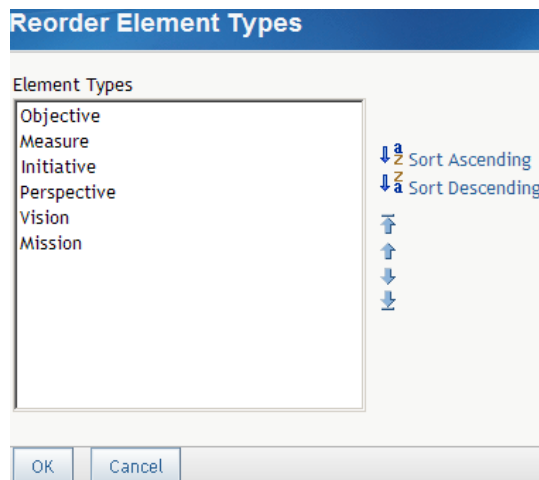 Reorder Element Types
Element Types
Objective
Measure
Initiative
Perspective
Vision
Mission
a
z Sort Ascending
z
a Sort Descending
OK Cancel